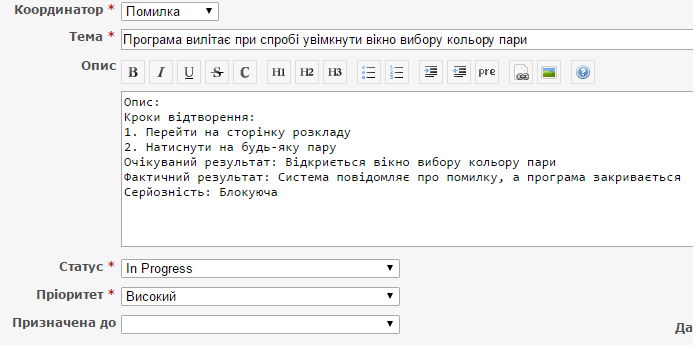 Координатор * Помилка
Тема * Програма вилітає при спробі увімкнути вікно вибору кольору пари
Опис B I U S C H1 H2 H3 pre
Опис:
Кроки відтворення:
1. Перейти на сторінку розкладу
2. Натиснути на будь-яку пару
Очікуваний результат: Відкриється вікно вибору кольору пари
Фактичний результат: Система повідомляє про помилку, а програма закривається
Серйозність: Блокуюча
Статус * In Progress
Пріоритет * Високий
Призначена до
Да